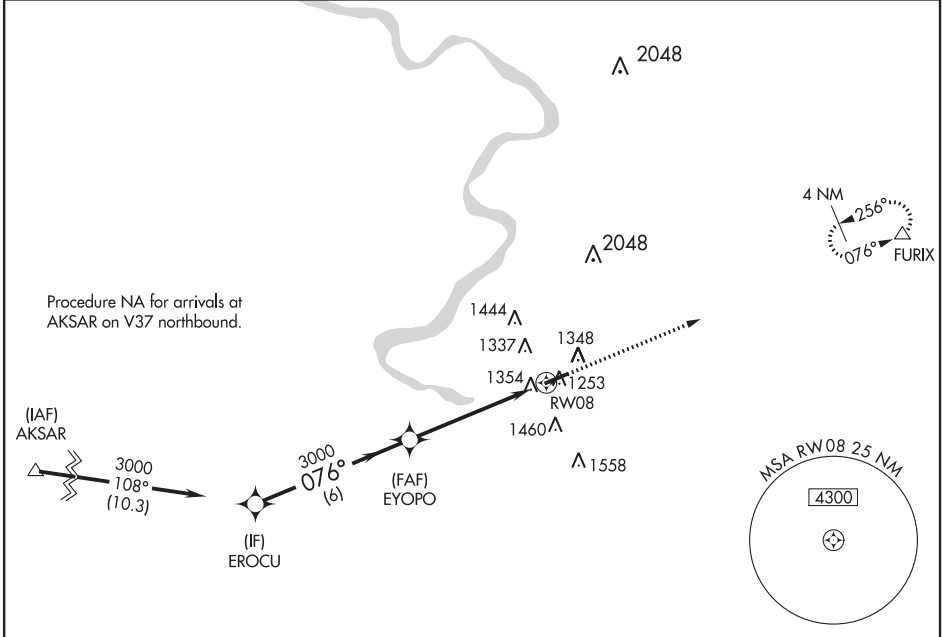 2048
4 NM
256°
076°
FURIX
2048
Procedure NA for arrivals at
AKSAR on V37 northbound.
1444
1337
1348
1354
1253
RW08
1460
1558
(IAF)
AKSAR
3000
108°
(10.3)
3000
076°
(6)
(FAF)
EYOPO
(IF)
EROCU
MSA RW08 25 NM
4300